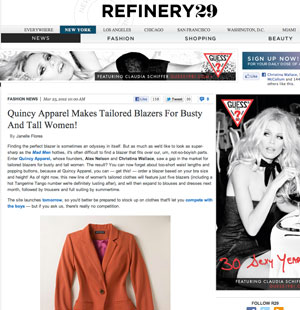 REFINERY29
EVERYWHERE NEW YORK LOS ANGELES CHICAGO SAN FRANCISCO WASHINGTON, D.C. MIAMI
NEWS FASHION SHOPPING BEAUTY
GUESS
SIGN UP NOW
FEATURING CLAUDIA SCHIFFER
FASHION NEWS | May 23, 2012 10:00 AM
Quincy Apparel Makes Tailored Blazers For Busty
And Tall Women!
By Janelle Flores
Finding the perfect blazer is sometimes an odyssey in itself. But as much as we'd like to look as super-
sharp as the Mad Men hotties, it's often difficult to find a blazer that fits over our, um, not-so-boyish parts.
Enter Quincy Apparel, whose founders, Alex Nelson and Christina Wallace, saw a gap in the market for
tailored blazers for busty and tall women. The result? You can now forget about too-short waist lengths and
popping buttons, because at Quincy Apparel, you can — get this! — order a blazer based on your bra size
and height! As of right now, this new line of women's tailored clothes will feature just five blazers (including a
hot Tangerine Tango number we're definitely lusting after), and will then expand to blouses and dresses next
month, followed by trousers and full suiting by summertime.
The site launches tomorrow, so you'd better be prepared to stock up on clothes that'll let you compete with
the boys — but if you ask us, there's really no competition.
GUESS
30 Sexy Years
FEATURING CLAUDIA SCHIFFER
FOLLOW R29